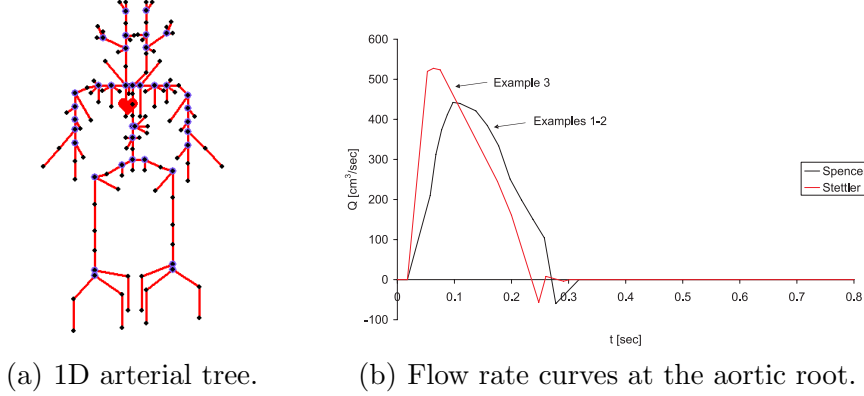 600
500
400
300
200
100
0
-100
Q [cm³/sec]
0 0.1 0.2 0.3 0.4 0.5 0.6 0.7 0.8
t [sec]
Example 3
Examples 1-2
Spence
Stettler
(a) 1D arterial tree.
(b) Flow rate curves at the aortic root.